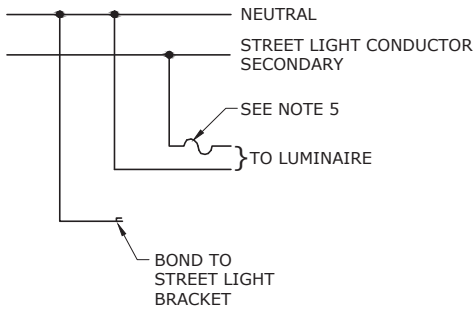 NEUTRAL
STREET LIGHT CONDUCTOR
SECONDARY
SEE NOTE 5
TO LUMINAIRE
BOND TO
STREET LIGHT
BRACKET